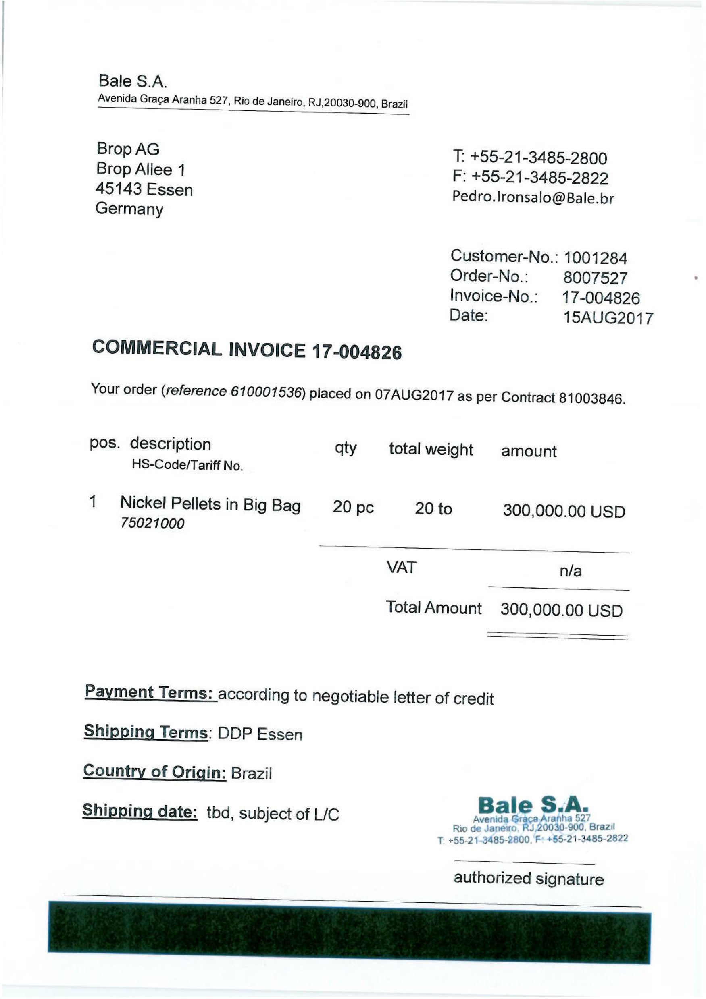 Bale S.A.
Avenida Graça Aranha 527, Rio de Janeiro, RJ,20030-900, Brazil
Brop AG
Brop Allee 1
45143 Essen
Germany
T: +55-21-3485-2800
F: +55-21-3485-2822
Pedro.Ironsalo@Bale.br
Customer-No.: 1001284
Order-No.: 8007527
Invoice-No.: 17-004826
Date: 15AUG2017
COMMERCIAL INVOICE 17-004826
Your order (reference 610001536) placed on 07AUG2017 as per Contract 81003846.
pos. description qty total weight amount
HS-Code/Tariff No.
1 Nickel Pellets in Big Bag 20 pc 20 to 300,000.00 USD
75021000
VAT n/a
Total Amount 300,000.00 USD
Payment Terms: according to negotiable letter of credit
Shipping Terms: DDP Essen
Country of Origin: Brazil
Shipping date: tbd, subject of L/C
Bale S.A.
Avenida Graça Aranha 527
Rio de Janeiro, RJ,20030-900, Brazil
T: +55-21-3485-2800, F: +55-21-3485-2822
authorized signature